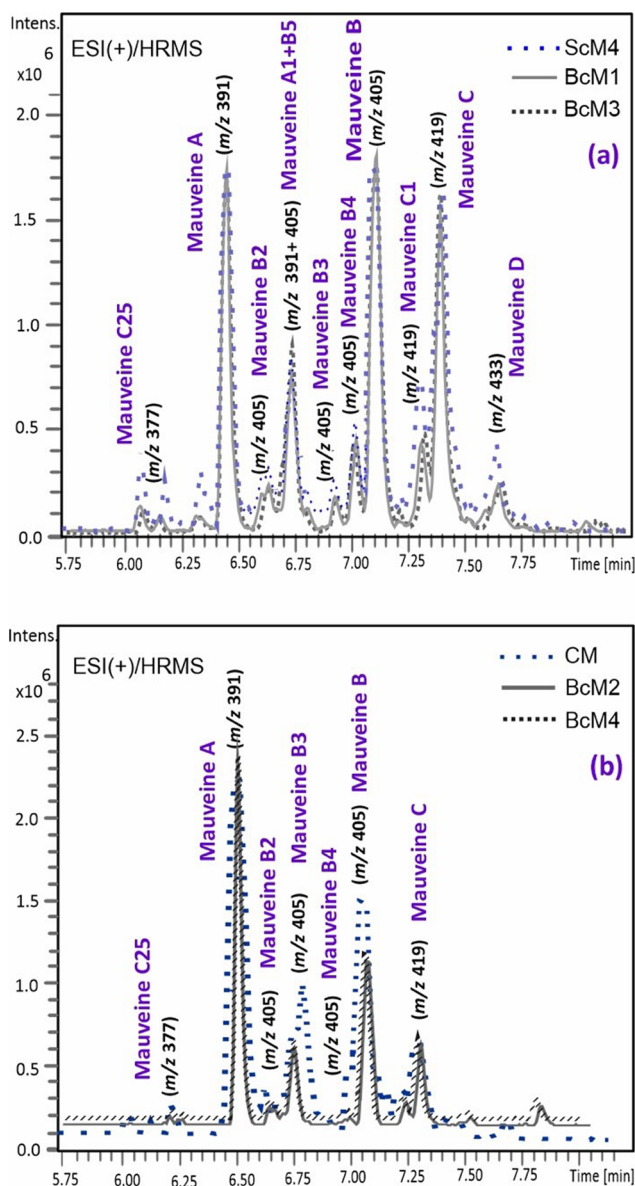 Intens.
6
x10
ESI(+)/HRMS
ScM4
BcM1
BcM3
(a)
Mauveine C25
(m/z 377)
Mauveine A
(m/z 391)
Mauveine B2
(m/z 405)
Mauveine A1+B5
(m/z 391+ 405)
Mauveine B3
(m/z 405)
Mauveine B4
(m/z 405)
Mauveine B
(m/z 405)
Mauveine C1
(m/z 419)
Mauveine C
(m/z 419)
Mauveine D
(m/z 433)
2.0
1.5
1.0
0.5
0.0
5.75 6.00 6.25 6.50 6.75 7.00 7.25 7.50 7.75 Time [min]
Intens.
x10 6
ESI(+)/HRMS
CM
BcM2
BcM4
(b)
Mauveine C25
(m/z 377)
Mauveine A
(m/z 391)
Mauveine B2
(m/z 405)
Mauveine B3
(m/z 405)
Mauveine B4
(m/z 405)
Mauveine B
(m/z 405)
Mauveine C
(m/z 419)
2.5
2.0
1.5
1.0
0.5
0.0
5.75 6.00 6.25 6.50 6.75 7.00 7.25 7.50 7.75 Time [min]